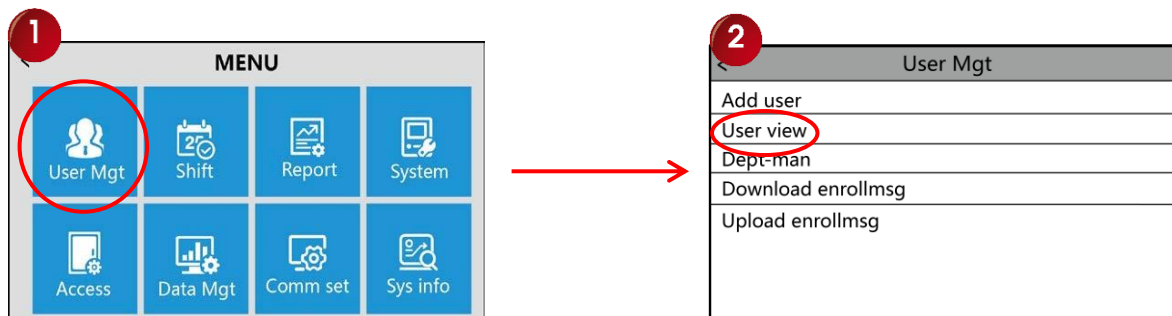 1
MENU
User Mgt
Shift
Report
System
Access
Data Mgt
Comm set
Sys info
2
< User Mgt
Add user
User view
Dept-man
Download enrollmsg
Upload enrollmsg